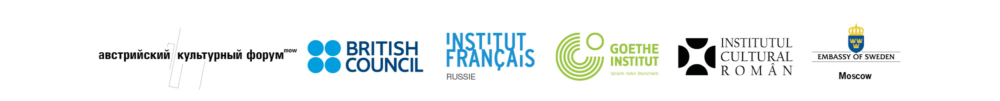 австрийский культурный форум mow
BRITISH
COUNCIL
INSTITUT
FRANÇAIS
RUSSIE
GOETHE
INSTITUT
Sprache. Kultur. Deutschland.
INSTITUTUL
CULTURAL
ROMÂN
EMBASSY OF SWEDEN
Moscow